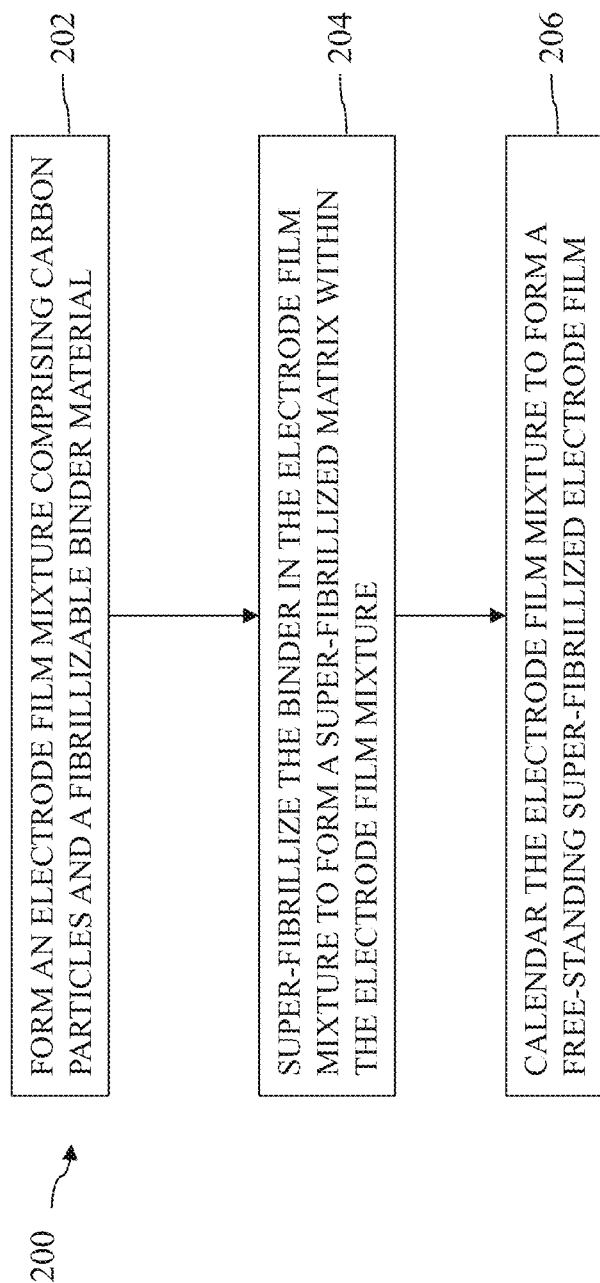 200
202
FORM AN ELECTRODE FILM MIXTURE COMPRISING CARBON
PARTICLES AND A FIBRILLIZABLE BINDER MATERIAL
204
SUPER-FIBRILLIZE THE BINDER IN THE ELECTRODE FILM
MIXTURE TO FORM A SUPER-FIBRILLIZED MATRIX WITHIN
THE ELECTRODE FILM MIXTURE
206
CALENDAR THE ELECTRODE FILM MIXTURE TO FORM A
FREE-STANDING SUPER-FIBRILLIZED ELECTRODE FILM